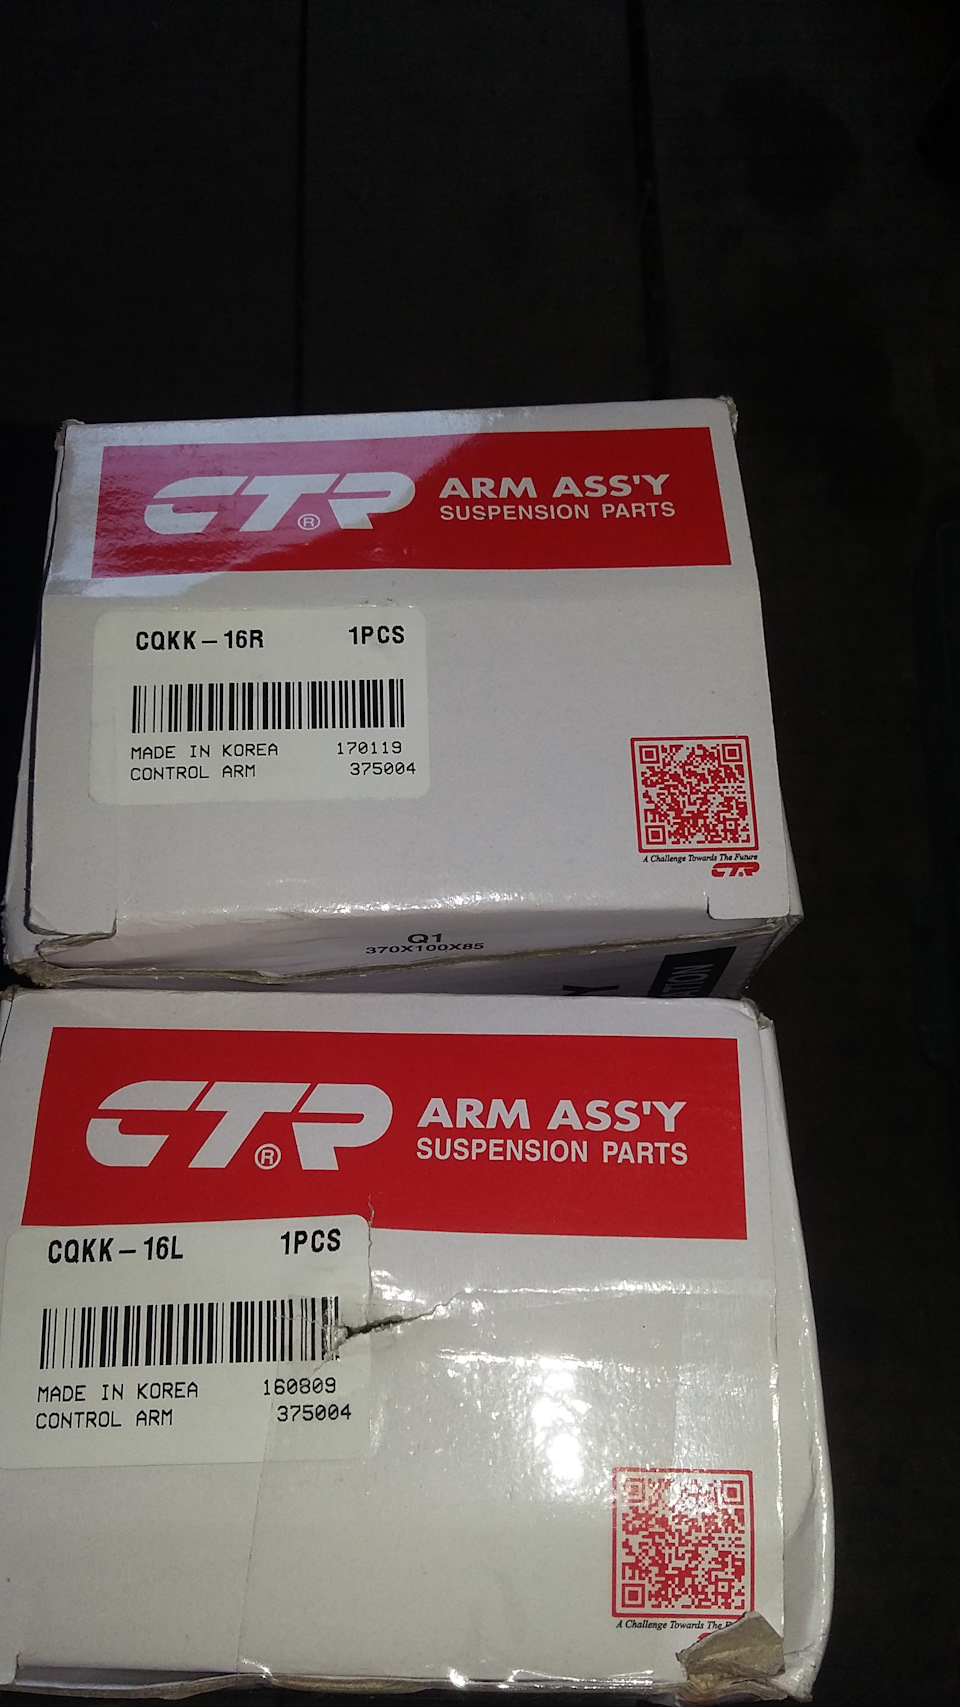 CTR®
ARM ASS'Y
SUSPENSION PARTS
CQKK-16R 1PCS
MADE IN KOREA 170119
CONTROL ARM 375004
A Challenge Towards The Future
CTR
Q1
370X100X85
CTR®
ARM ASS'Y
SUSPENSION PARTS
CQKK-16L 1PCS
MADE IN KOREA 160809
CONTROL ARM 375004
A Challenge Towards The